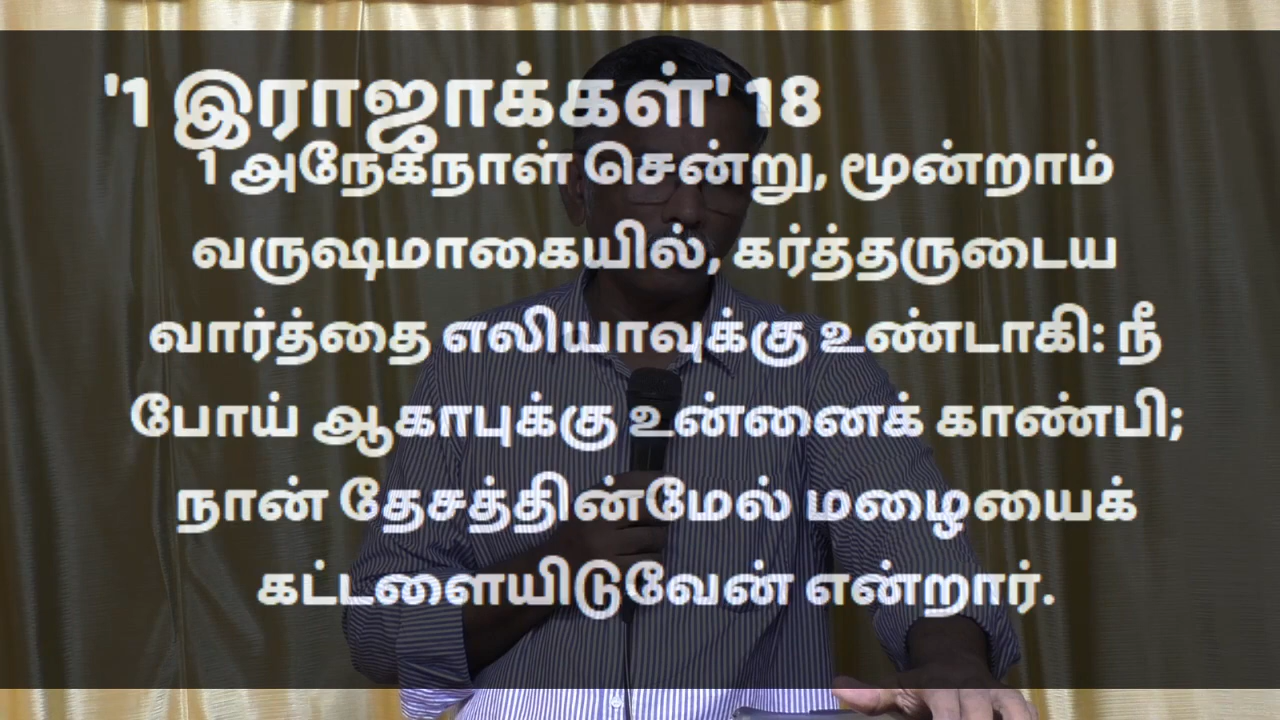 '1 இராஜாக்கள்' 18
1 அநேகநாள் சென்று, மூன்றாம்
வருஷமாகையில், கர்த்தருடைய
வார்த்தை எலியாவுக்கு உண்டாகி: நீ
போய் ஆகாபுக்கு உன்னைக் காண்பி;
நான் தேசத்தின்மேல் மழையைக்
கட்டளையிடுவேன் என்றார்.